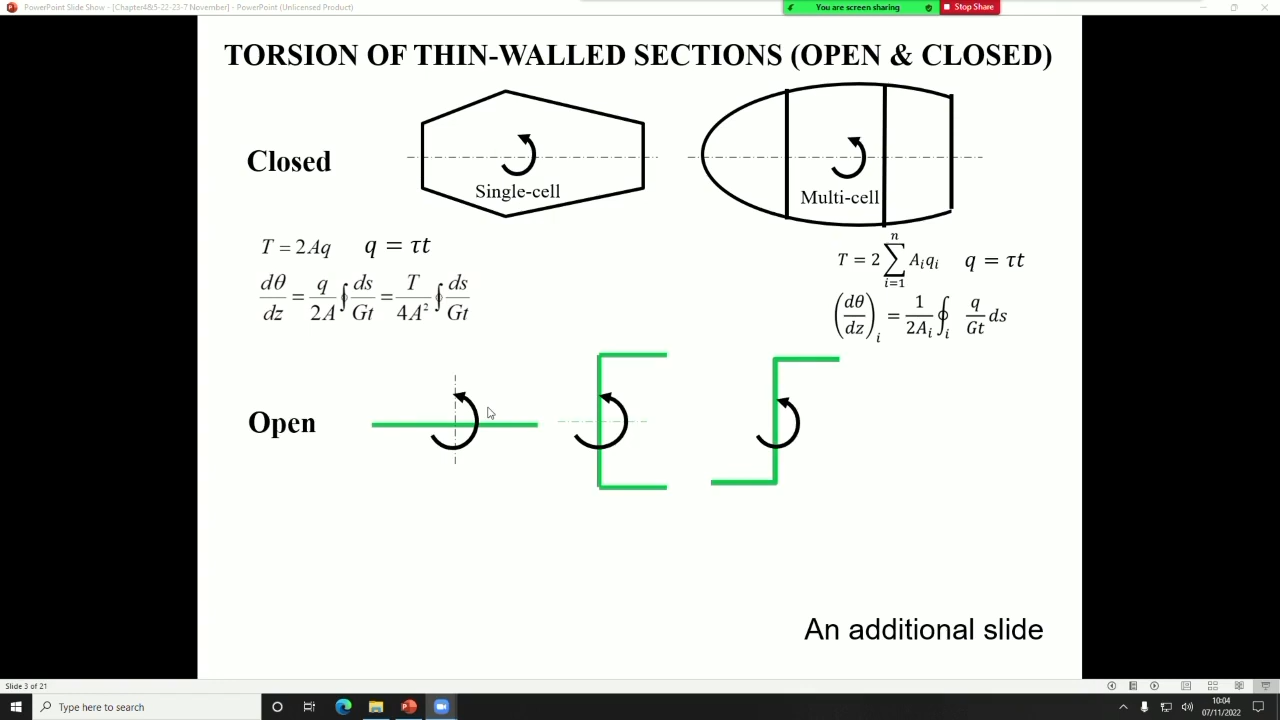 PowerPoint Slide Show - [Chapter4&5-22-23-7 November] - PowerPoint (Unlicensed Product)
You are screen sharing
Stop Share
TORSION OF THIN-WALLED SECTIONS (OPEN & CLOSED)
Closed
Single-cell
Multi-cell
T = 2Aq q = τt
dθ/dz = q/2A ∮ ds/Gt = T/4A² ∮ ds/Gt
T = 2 ∑_{i=1}^{n} A_i q_i q = τt
(dθ/dz)_i = 1/2A_i ∮_i q/Gt ds
Open
An additional slide
Slide 3 of 21
Type here to search
10:04
07/11/2022